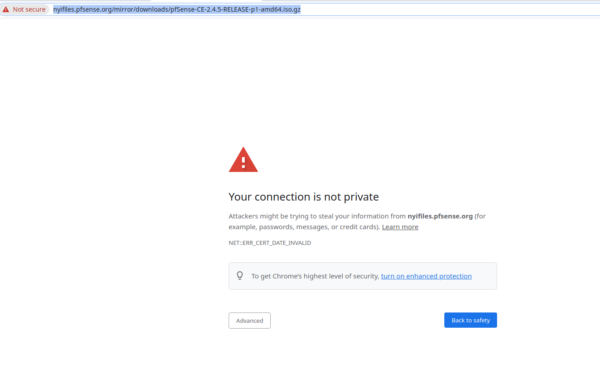 Not secure nyifiles.pfsense.org/mirror/downloads/pfSense-CE-2.4.5-RELEASE-p1-amd64.iso.gz
Your connection is not private
Attackers might be trying to steal your information from nyifiles.pfsense.org (for
example, passwords, messages, or credit cards). Learn more
NET::ERR_CERT_DATE_INVALID
To get Chrome's highest level of security, turn on enhanced protection
Advanced Back to safety